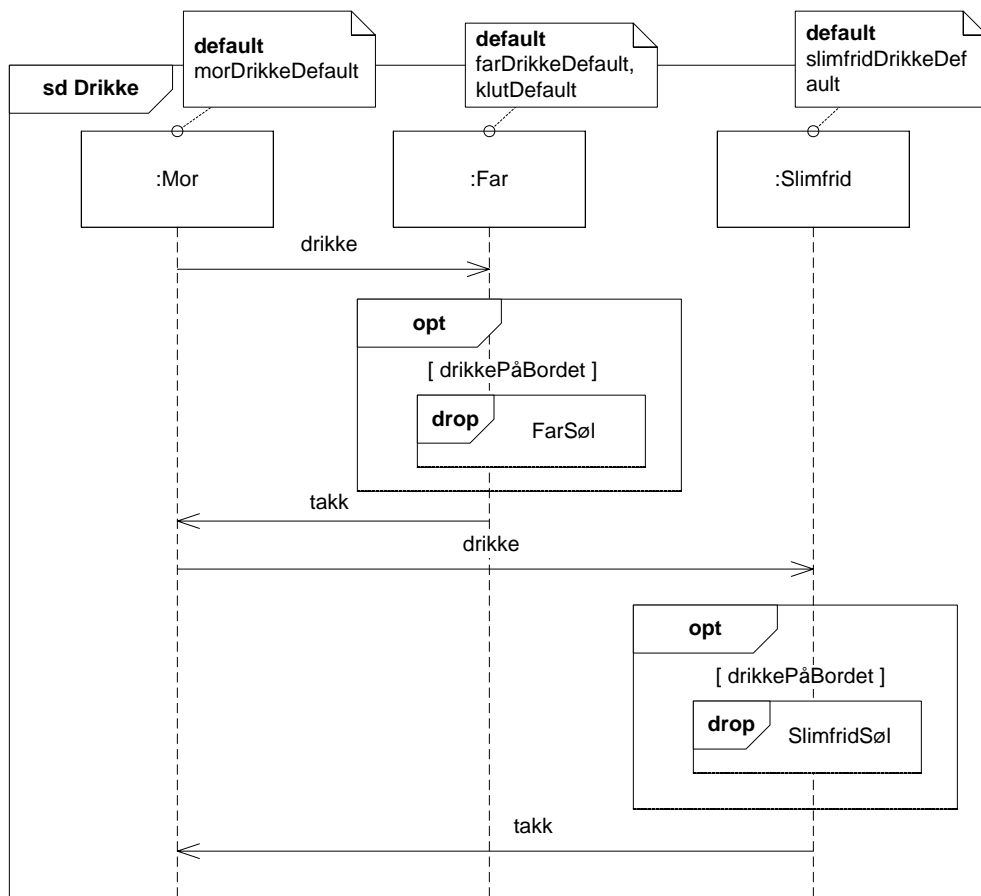 default
morDrikkeDefault
default
farDrikkeDefault,
klutDefault
default
slimfridDrikkeDef
ault
sd Drikke
:Mor
:Far
:Slimfrid
drikke
opt
[ drikkePåBordet ]
drop
FarSøl
takk
drikke
opt
[ drikkePåBordet ]
drop
SlimfridSøl
takk